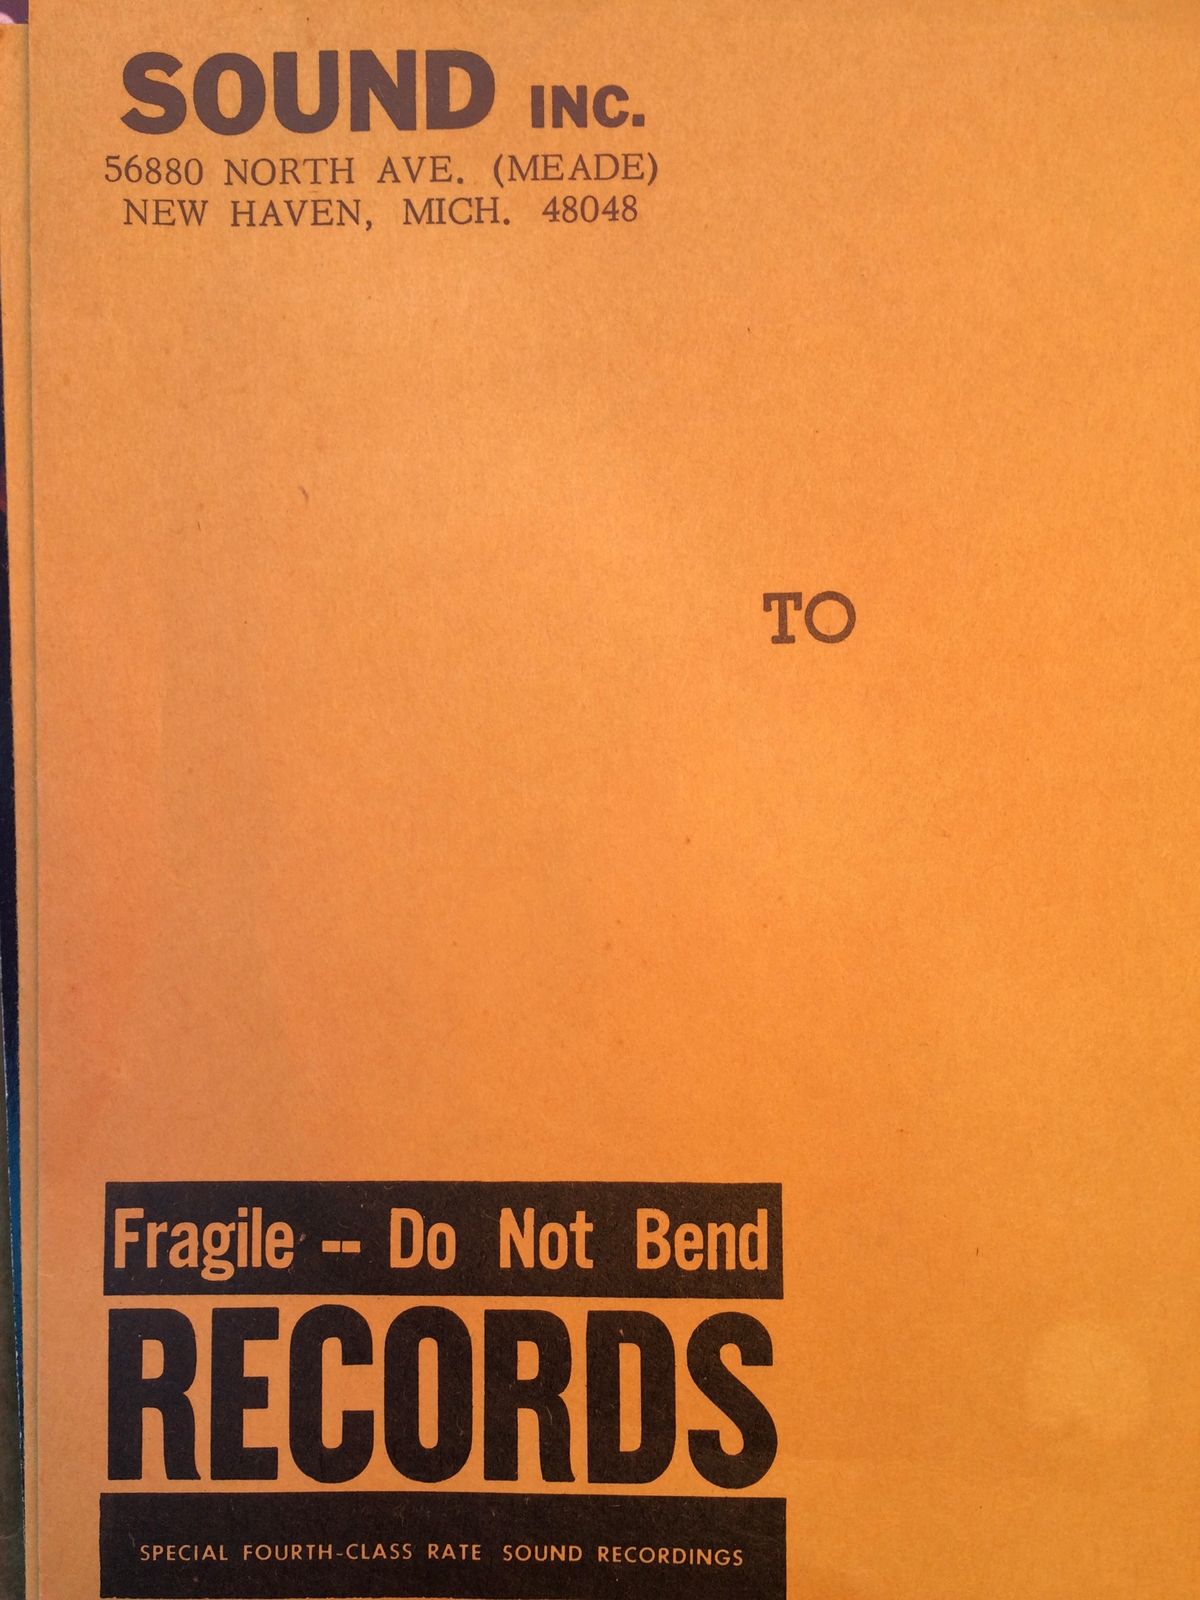 SOUND INC.
56880 NORTH AVE. (MEADE)
NEW HAVEN, MICH. 48048
TO
Fragile -- Do Not Bend
RECORDS
SPECIAL FOURTH-CLASS RATE SOUND RECORDINGS